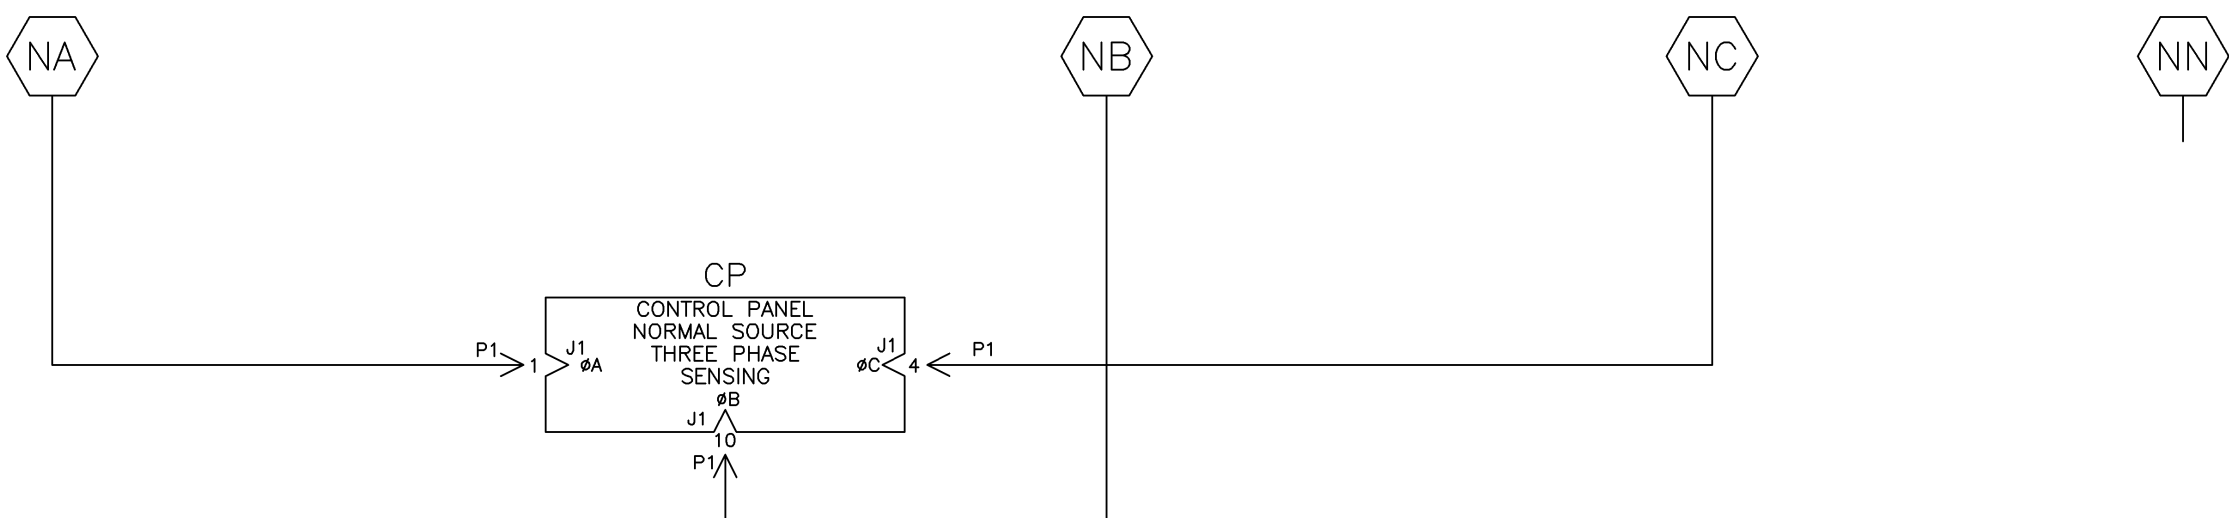 NA
NB
NC
NN
CP
CONTROL PANEL
NORMAL SOURCE
THREE PHASE
SENSING
P1
1
J1
ØA
ØC
J1
4
P1
ØB
J1
10
P1